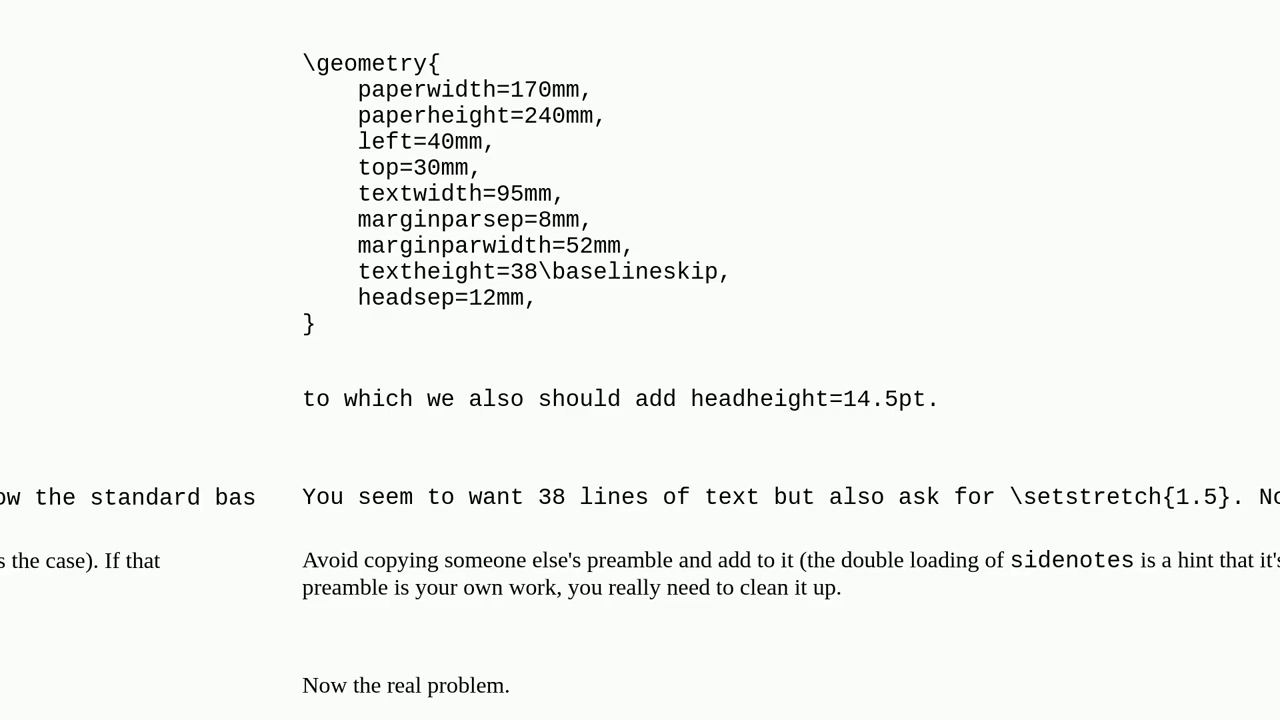 \geometry{
    paperwidth=170mm,
    paperheight=240mm,
    left=40mm,
    top=30mm,
    textwidth=95mm,
    marginparsep=8mm,
    marginparwidth=52mm,
    textheight=38\baselineskip,
    headsep=12mm,
}
to which we also should add headheight=14.5pt.
ow the standard bas
You seem to want 38 lines of text but also ask for \setstretch{1.5}. No
s the case). If that
Avoid copying someone else's preamble and add to it (the double loading of sidenotes is a hint that it's
preamble is your own work, you really need to clean it up.
Now the real problem.